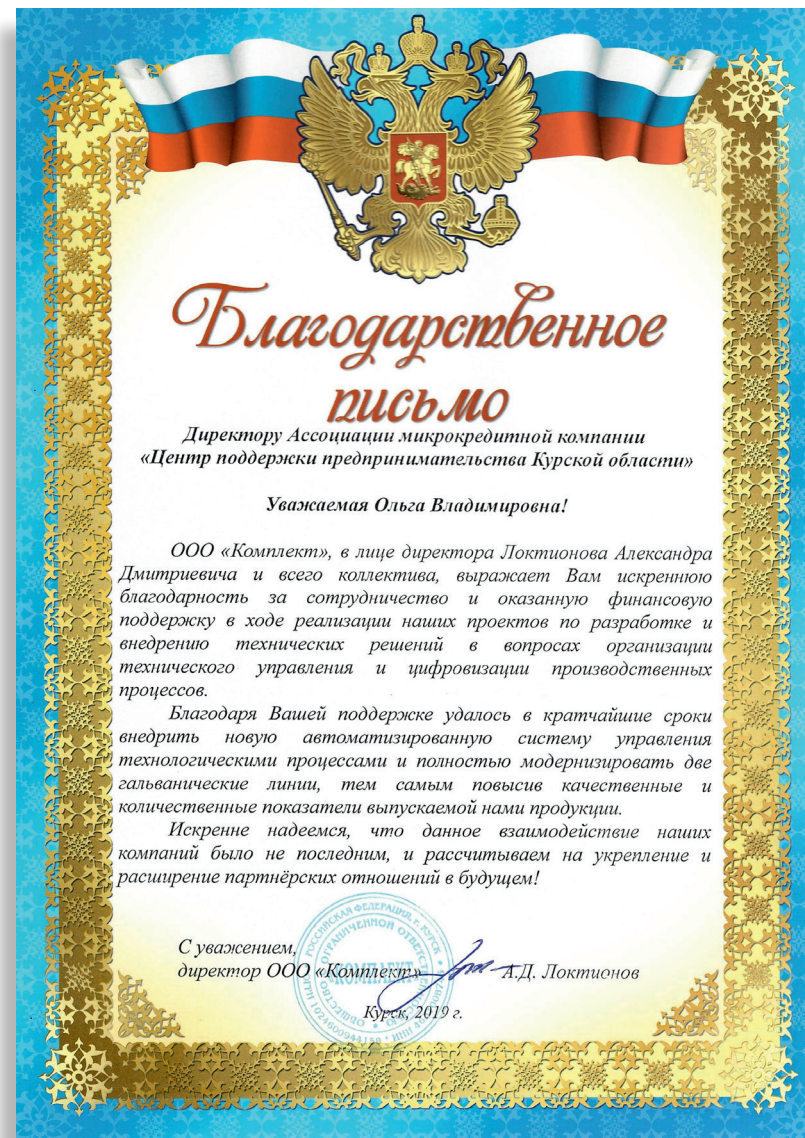 Благодарственное
письмо
Директору Ассоциации микрокредитной компании
«Центр поддержки предпринимательства Курской области»
Уважаемая Ольга Владимировна!
ООО «Комплект», в лице директора Локтионова Александра
Дмитриевича и всего коллектива, выражает Вам искреннюю
благодарность за сотрудничество и оказанную финансовую
поддержку в ходе реализации наших проектов по разработке и
внедрению технических решений в вопросах организации
технического управления и цифровизации производственных
процессов.
Благодаря Вашей поддержке удалось в кратчайшие сроки
внедрить новую автоматизированную систему управления
технологическими процессами и полностью модернизировать две
гальванические линии, тем самым повысив качественные и
количественные показатели выпускаемой нами продукции.
Искренне надеемся, что данное взаимодействие наших
компаний было не последним, и рассчитываем на укрепление и
расширение партнёрских отношений в будущем!
С уважением,
директор ООО «Комплект» А.Д. Локтионов
Курск, 2019 г.
РОССИЙСКАЯ ФЕДЕРАЦИЯ, г. КУРСК
КОМПЛЕКТ